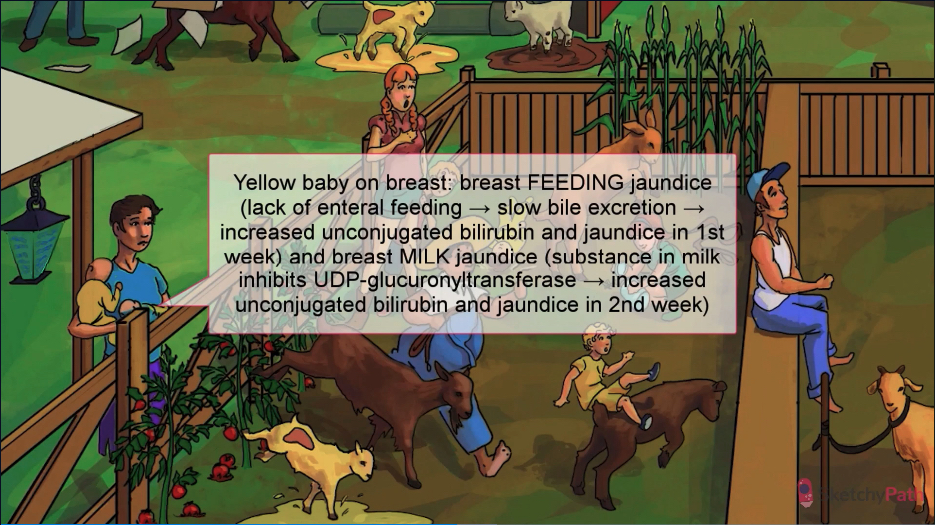 Yellow baby on breast: breast FEEDING jaundice
(lack of enteral feeding → slow bile excretion →
increased unconjugated bilirubin and jaundice in 1st
week) and breast MILK jaundice (substance in milk
inhibits UDP-glucuronyltransferase → increased
unconjugated bilirubin and jaundice in 2nd week)
SketchyPath